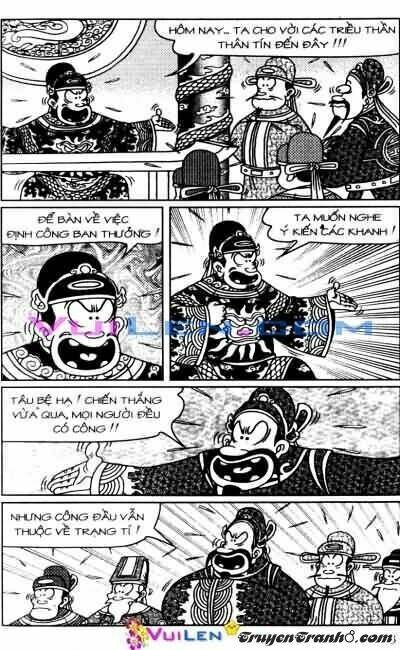 HÔM NAY... TA CHO VỜI CÁC TRIỀU THẦN
THÂN TÍN ĐẾN ĐÂY !!!
ĐỂ BÀN VỀ VIỆC
ĐỊNH CÔNG BAN THƯỞNG !
TA MUỐN NGHE
Ý KIẾN CÁC KHANH !
VUILEN.COM
TÂU BỆ HẠ ! CHIẾN THẮNG
VỪA QUA, MỌI NGƯỜI ĐỀU
CÓ CÔNG !!
NHƯNG CÔNG ĐẦU VẪN
THUỘC VỀ TRẠNG TÍ !
VUILEN
TruyenTranh8.com